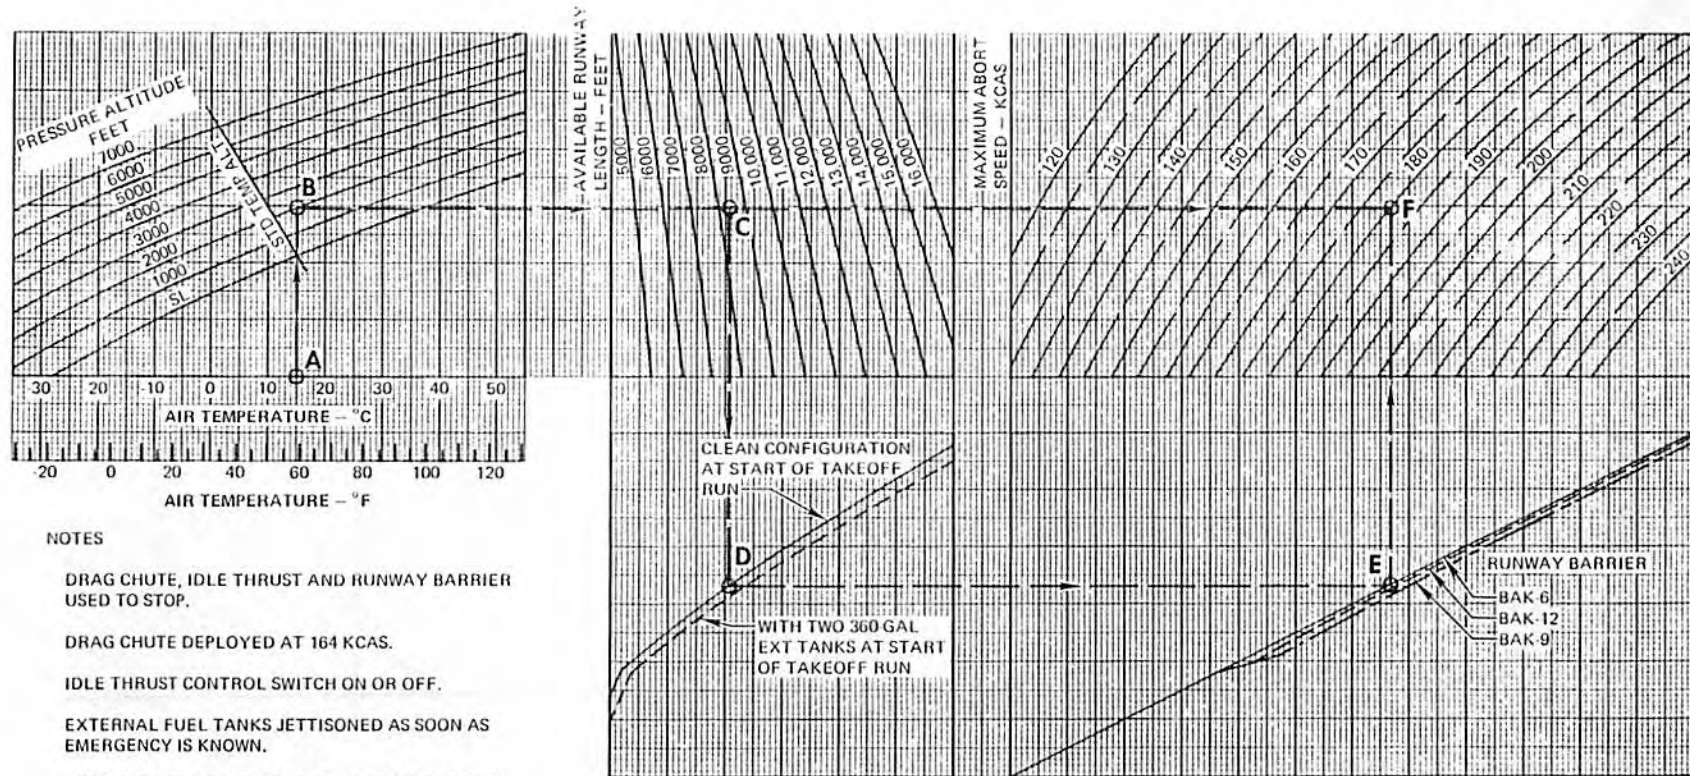 PRESSURE ALTITUDE
FEET
7000
6000
5000
4000
3000
2000
1000
SL
STD TEMP ALT
B
A
-30 -20 -10 0 10 20 30 40 50
AIR TEMPERATURE – °C
-20 0 20 40 60 80 100 120
AIR TEMPERATURE – °F
AVAILABLE RUNWAY
LENGTH – FEET
5000
6000
7000
8000
9000
10 000
11 000
12 000
13 000
14 000
15 000
16 000
C
MAXIMUM ABORT
SPEED – KCAS
120
130
140
150
160
170
180
190
200
210
220
230
240
F
CLEAN CONFIGURATION
AT START OF TAKEOFF
RUN
D
WITH TWO 360 GAL
EXT TANKS AT START
OF TAKEOFF RUN
E
RUNWAY BARRIER
BAK-6
BAK-12
BAK-9
NOTES
DRAG CHUTE, IDLE THRUST AND RUNWAY BARRIER
USED TO STOP.
DRAG CHUTE DEPLOYED AT 164 KCAS.
IDLE THRUST CONTROL SWITCH ON OR OFF.
EXTERNAL FUEL TANKS JETTISONED AS SOON AS
EMERGENCY IS KNOWN.